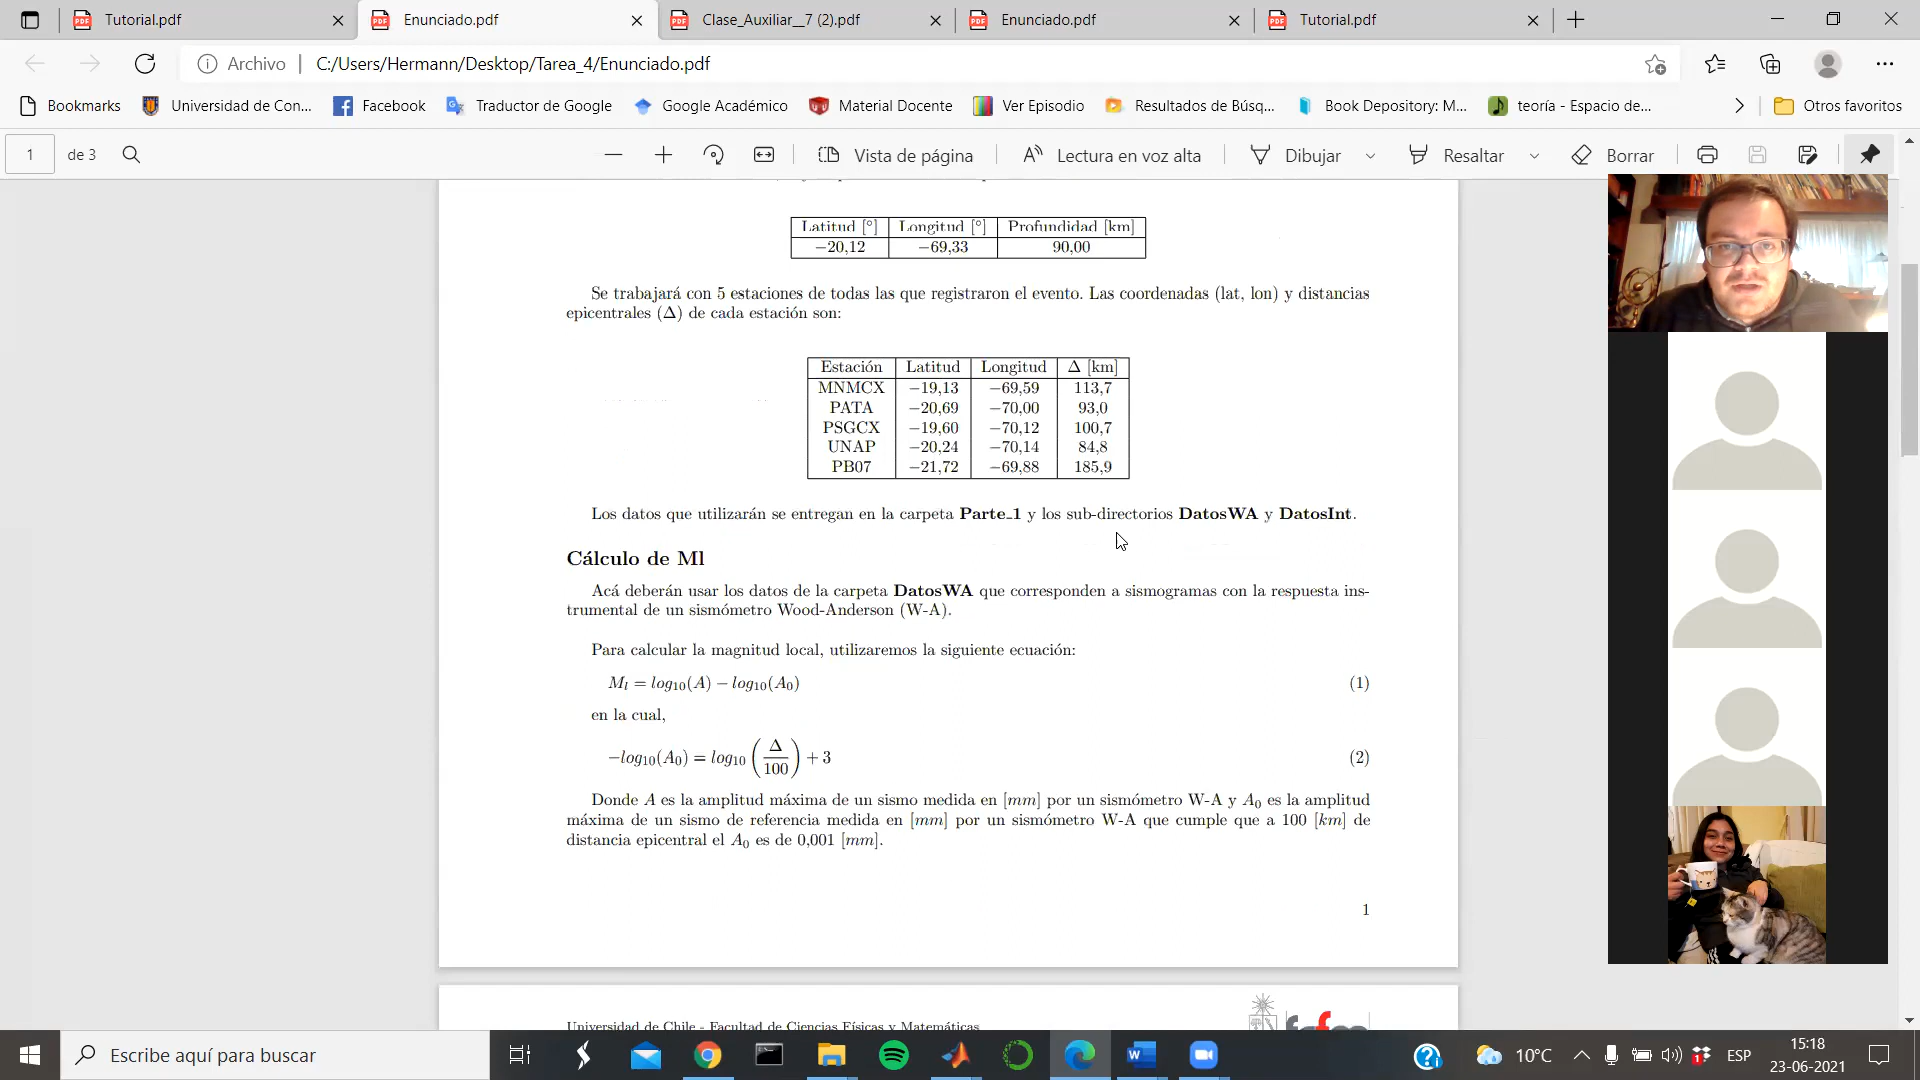 Tutorial.pdf
Enunciado.pdf
Clase_Auxiliar__7 (2).pdf
Enunciado.pdf
Tutorial.pdf
Archivo
C:/Users/Hermann/Desktop/Tarea_4/Enunciado.pdf
Bookmarks
Universidad de Con...
Facebook
Traductor de Google
Google Académico
Material Docente
Ver Episodio
Resultados de Búsq...
Book Depository: M...
teoría - Espacio de...
Otros favoritos
1 de 3
Vista de página
Lectura en voz alta
Dibujar
Resaltar
Borrar
Latitud [°] Longitud [°] Profundidad [km]
−20,12 −69,33 90,00
Se trabajará con 5 estaciones de todas las que registraron el evento. Las coordenadas (lat, lon) y distancias
epicentrales (Δ) de cada estación son:
Estación Latitud Longitud Δ [km]
MNMCX −19,13 −69,59 113,7
PATA −20,69 −70,00 93,0
PSGCX −19,60 −70,12 100,7
UNAP −20,24 −70,14 84,8
PB07 −21,72 −69,88 185,9
Los datos que utilizarán se entregan en la carpeta Parte_1 y los sub-directorios DatosWA y DatosInt.
Cálculo de Ml
Acá deberán usar los datos de la carpeta DatosWA que corresponden a sismogramas con la respuesta ins-
trumental de un sismómetro Wood-Anderson (W-A).
Para calcular la magnitud local, utilizaremos la siguiente ecuación:
M_l = log_10(A) − log_10(A_0) (1)
en la cual,
−log_10(A_0) = log_10 (Δ/100) + 3 (2)
Donde A es la amplitud máxima de un sismo medida en [mm] por un sismómetro W-A y A_0 es la amplitud
máxima de un sismo de referencia medida en [mm] por un sismómetro W-A que cumple que a 100 [km] de
distancia epicentral el A_0 es de 0,001 [mm].
1
Universidad de Chile - Facultad de Ciencias Físicas y Matemáticas
Escribe aquí para buscar
10°C
ESP
15:18
23-06-2021